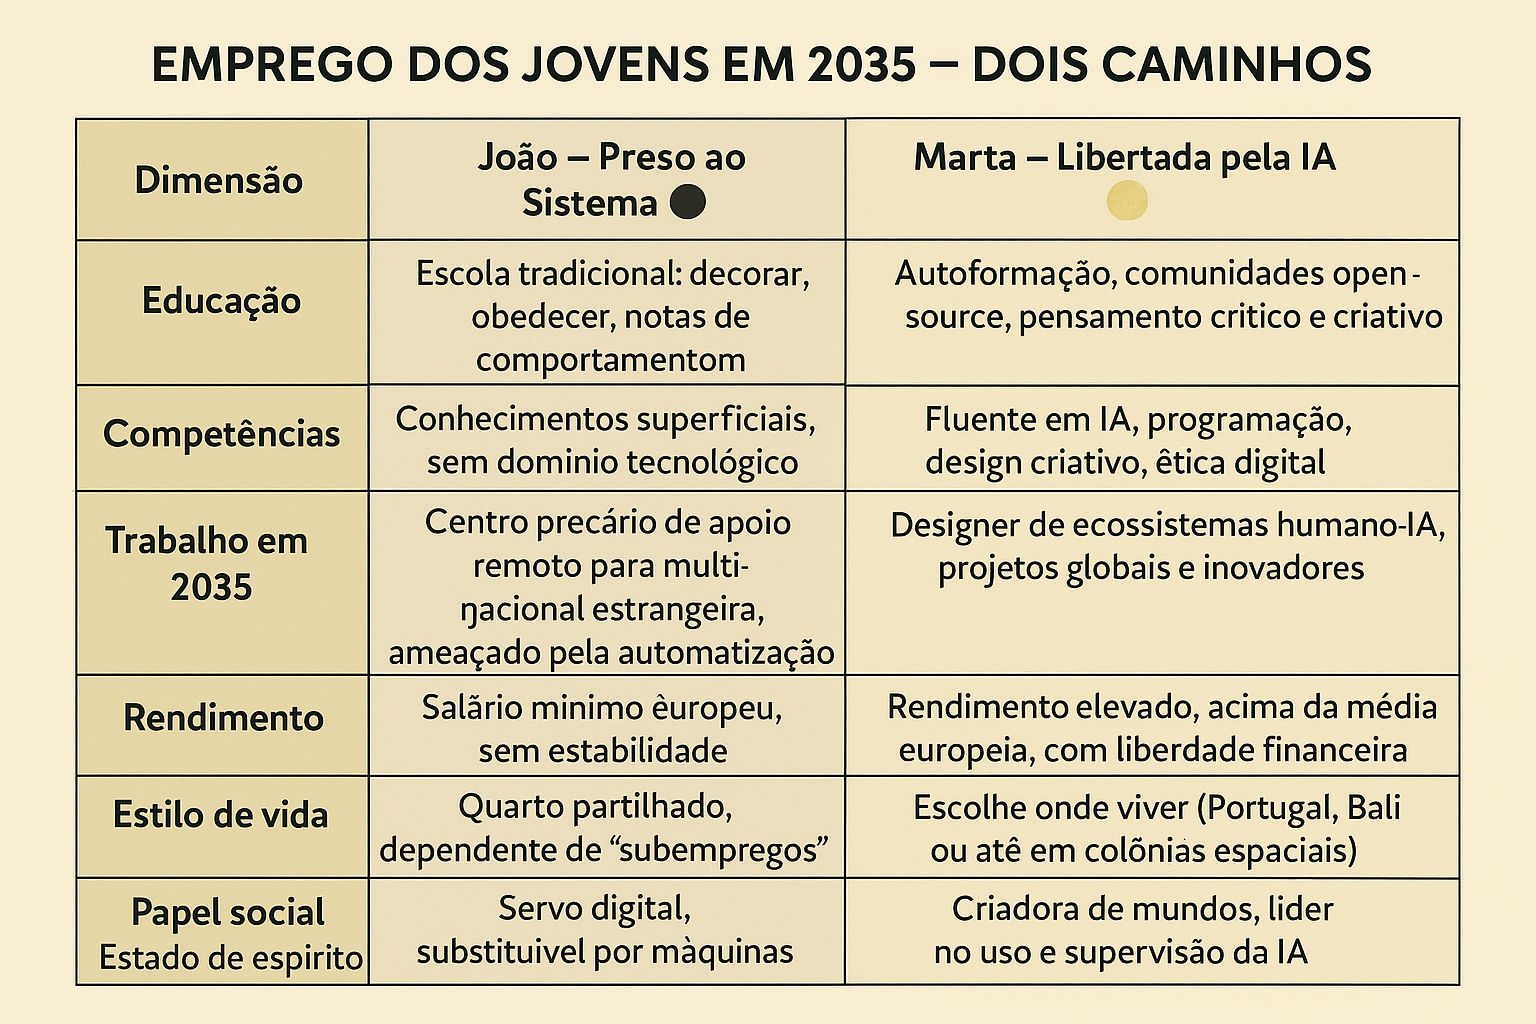 EMPREGO DOS JOVENS EM 2035 – DOIS CAMINHOS
Dimensão
João – Preso ao
Sistema
Marta – Libertada pela IA
Educação
Escola tradicional: decorar,
obedecer, notas de
comportamentom
Autoformação, comunidades open-
source, pensamento critico e criativo
Competências
Conhecimentos superficiais,
sem dominio tecnológico
Fluente em IA, programação,
design criativo, êtica digital
Trabalho em
2035
Centro precário de apoio
remoto para multi-
ŋacional estrangeira,
ameaçado pela automatização
Designer de ecossistemas humano-IA,
projetos globais e inovadores
Rendimento
Salãrio minimo èuropeu,
sem estabilidade
Rendimento elevado, acima da média
europeia, com liberdade financeira
Estilo de vida
Quarto partilhado,
dependente de “subempregos”
Escolhe onde viver (Portugal, Bali
ou atê em colõnias espaciais)
Papel social
Estado de espirito
Servo digital,
substituivel por màquinas
Criadora de mundos, lider
no uso e supervisão da IA